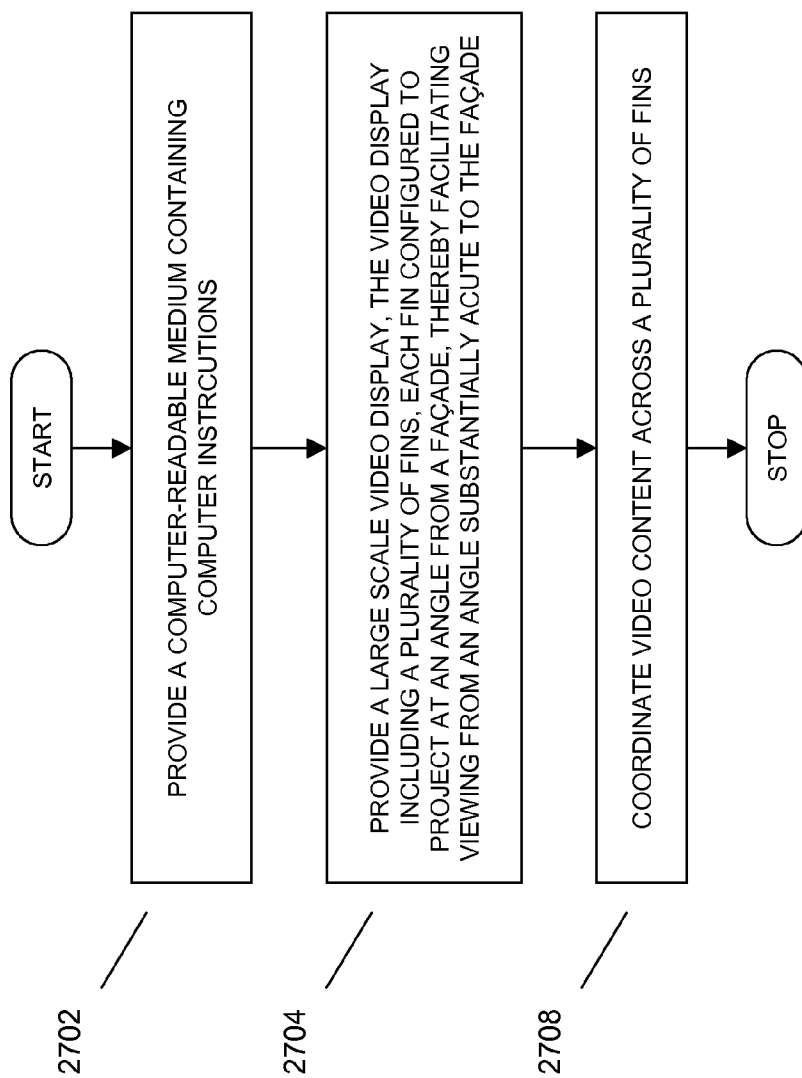 START
2702
PROVIDE A COMPUTER-READABLE MEDIUM CONTAINING
COMPUTER INSTRCUTIONS
2704
PROVIDE A LARGE SCALE VIDEO DISPLAY, THE VIDEO DISPLAY
INCLUDING A PLURALITY OF FINS, EACH FIN CONFIGURED TO
PROJECT AT AN ANGLE FROM A FAÇADE, THEREBY FACILITATING
VIEWING FROM AN ANGLE SUBSTANTIALLY ACUTE TO THE FAÇADE
2708
COORDINATE VIDEO CONTENT ACROSS A PLURALITY OF FINS
STOP